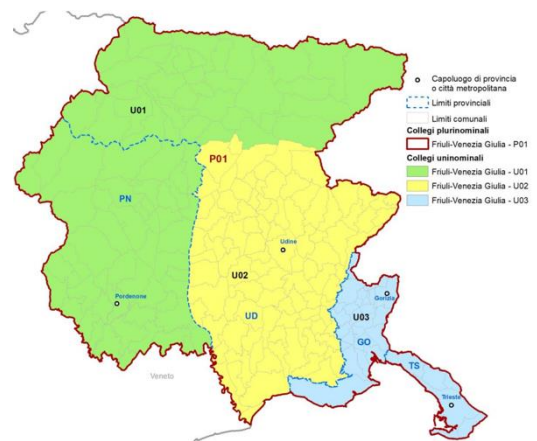 U01
P01
PN
Udine
U02
Pordenone
UD
Gorizia
U03
GO
Veneto
TS
Trieste
Capoluogo di provincia
o città metropolitana
Limiti provinciali
Limiti comunali
Collegi plurinominali
Friuli-Venezia Giulia - P01
Collegi uninominali
Friuli-Venezia Giulia - U01
Friuli-Venezia Giulia - U02
Friuli-Venezia Giulia - U03